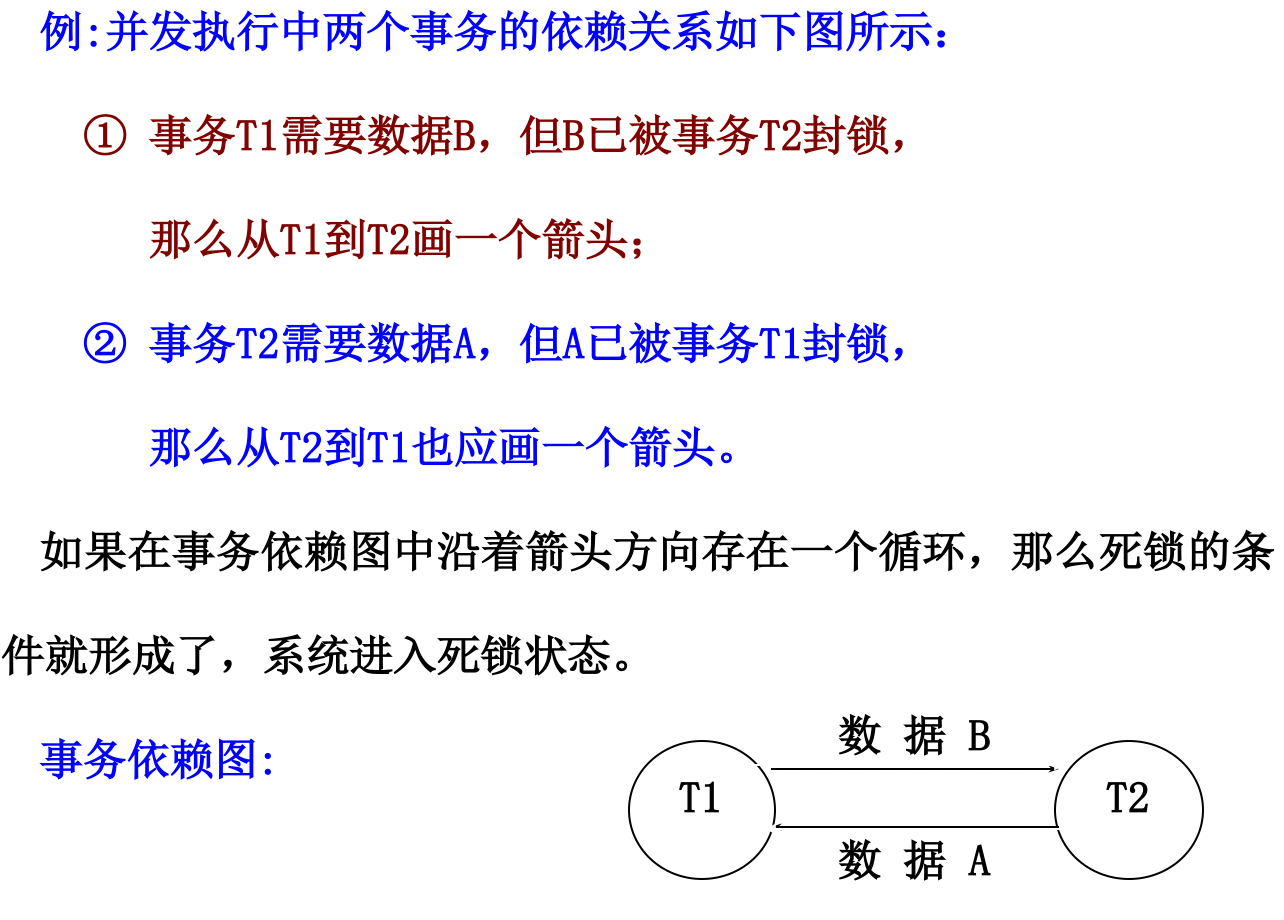 例:并发执行中两个事务的依赖关系如下图所示：
① 事务T1需要数据B，但B已被事务T2封锁，
那么从T1到T2画一个箭头；
② 事务T2需要数据A，但A已被事务T1封锁，
那么从T2到T1也应画一个箭头。
如果在事务依赖图中沿着箭头方向存在一个循环，那么死锁的条
件就形成了，系统进入死锁状态。
事务依赖图:
数 据 B
T1
T2
数 据 A